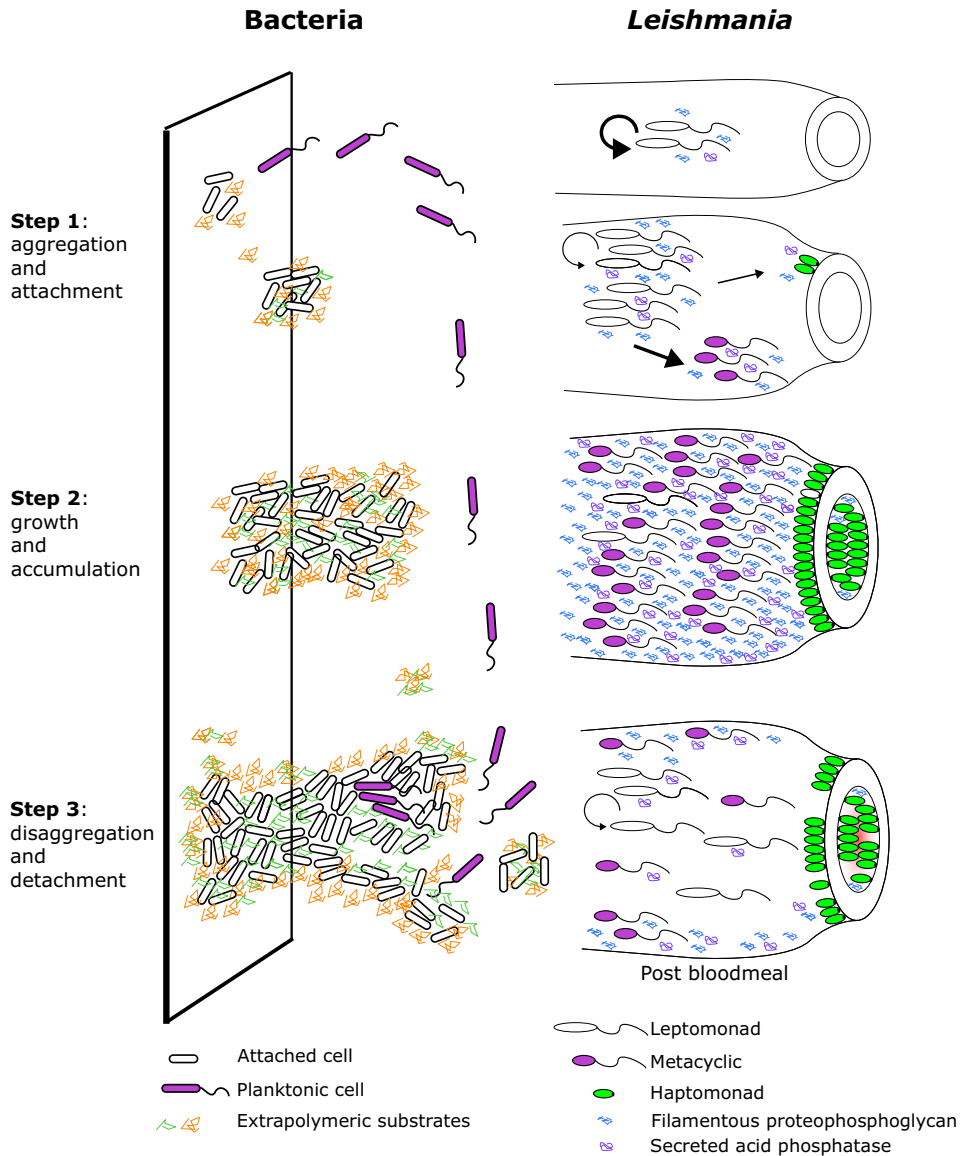 Bacteria
Leishmania
Step 1:
aggregation
and
attachment
Step 2:
growth
and
accumulation
Step 3:
disaggregation
and
detachment
Post bloodmeal
Attached cell
Planktonic cell
Extrapolymeric substrates
Leptomonad
Metacyclic
Haptomonad
Filamentous proteophosphoglycan
Secreted acid phosphatase